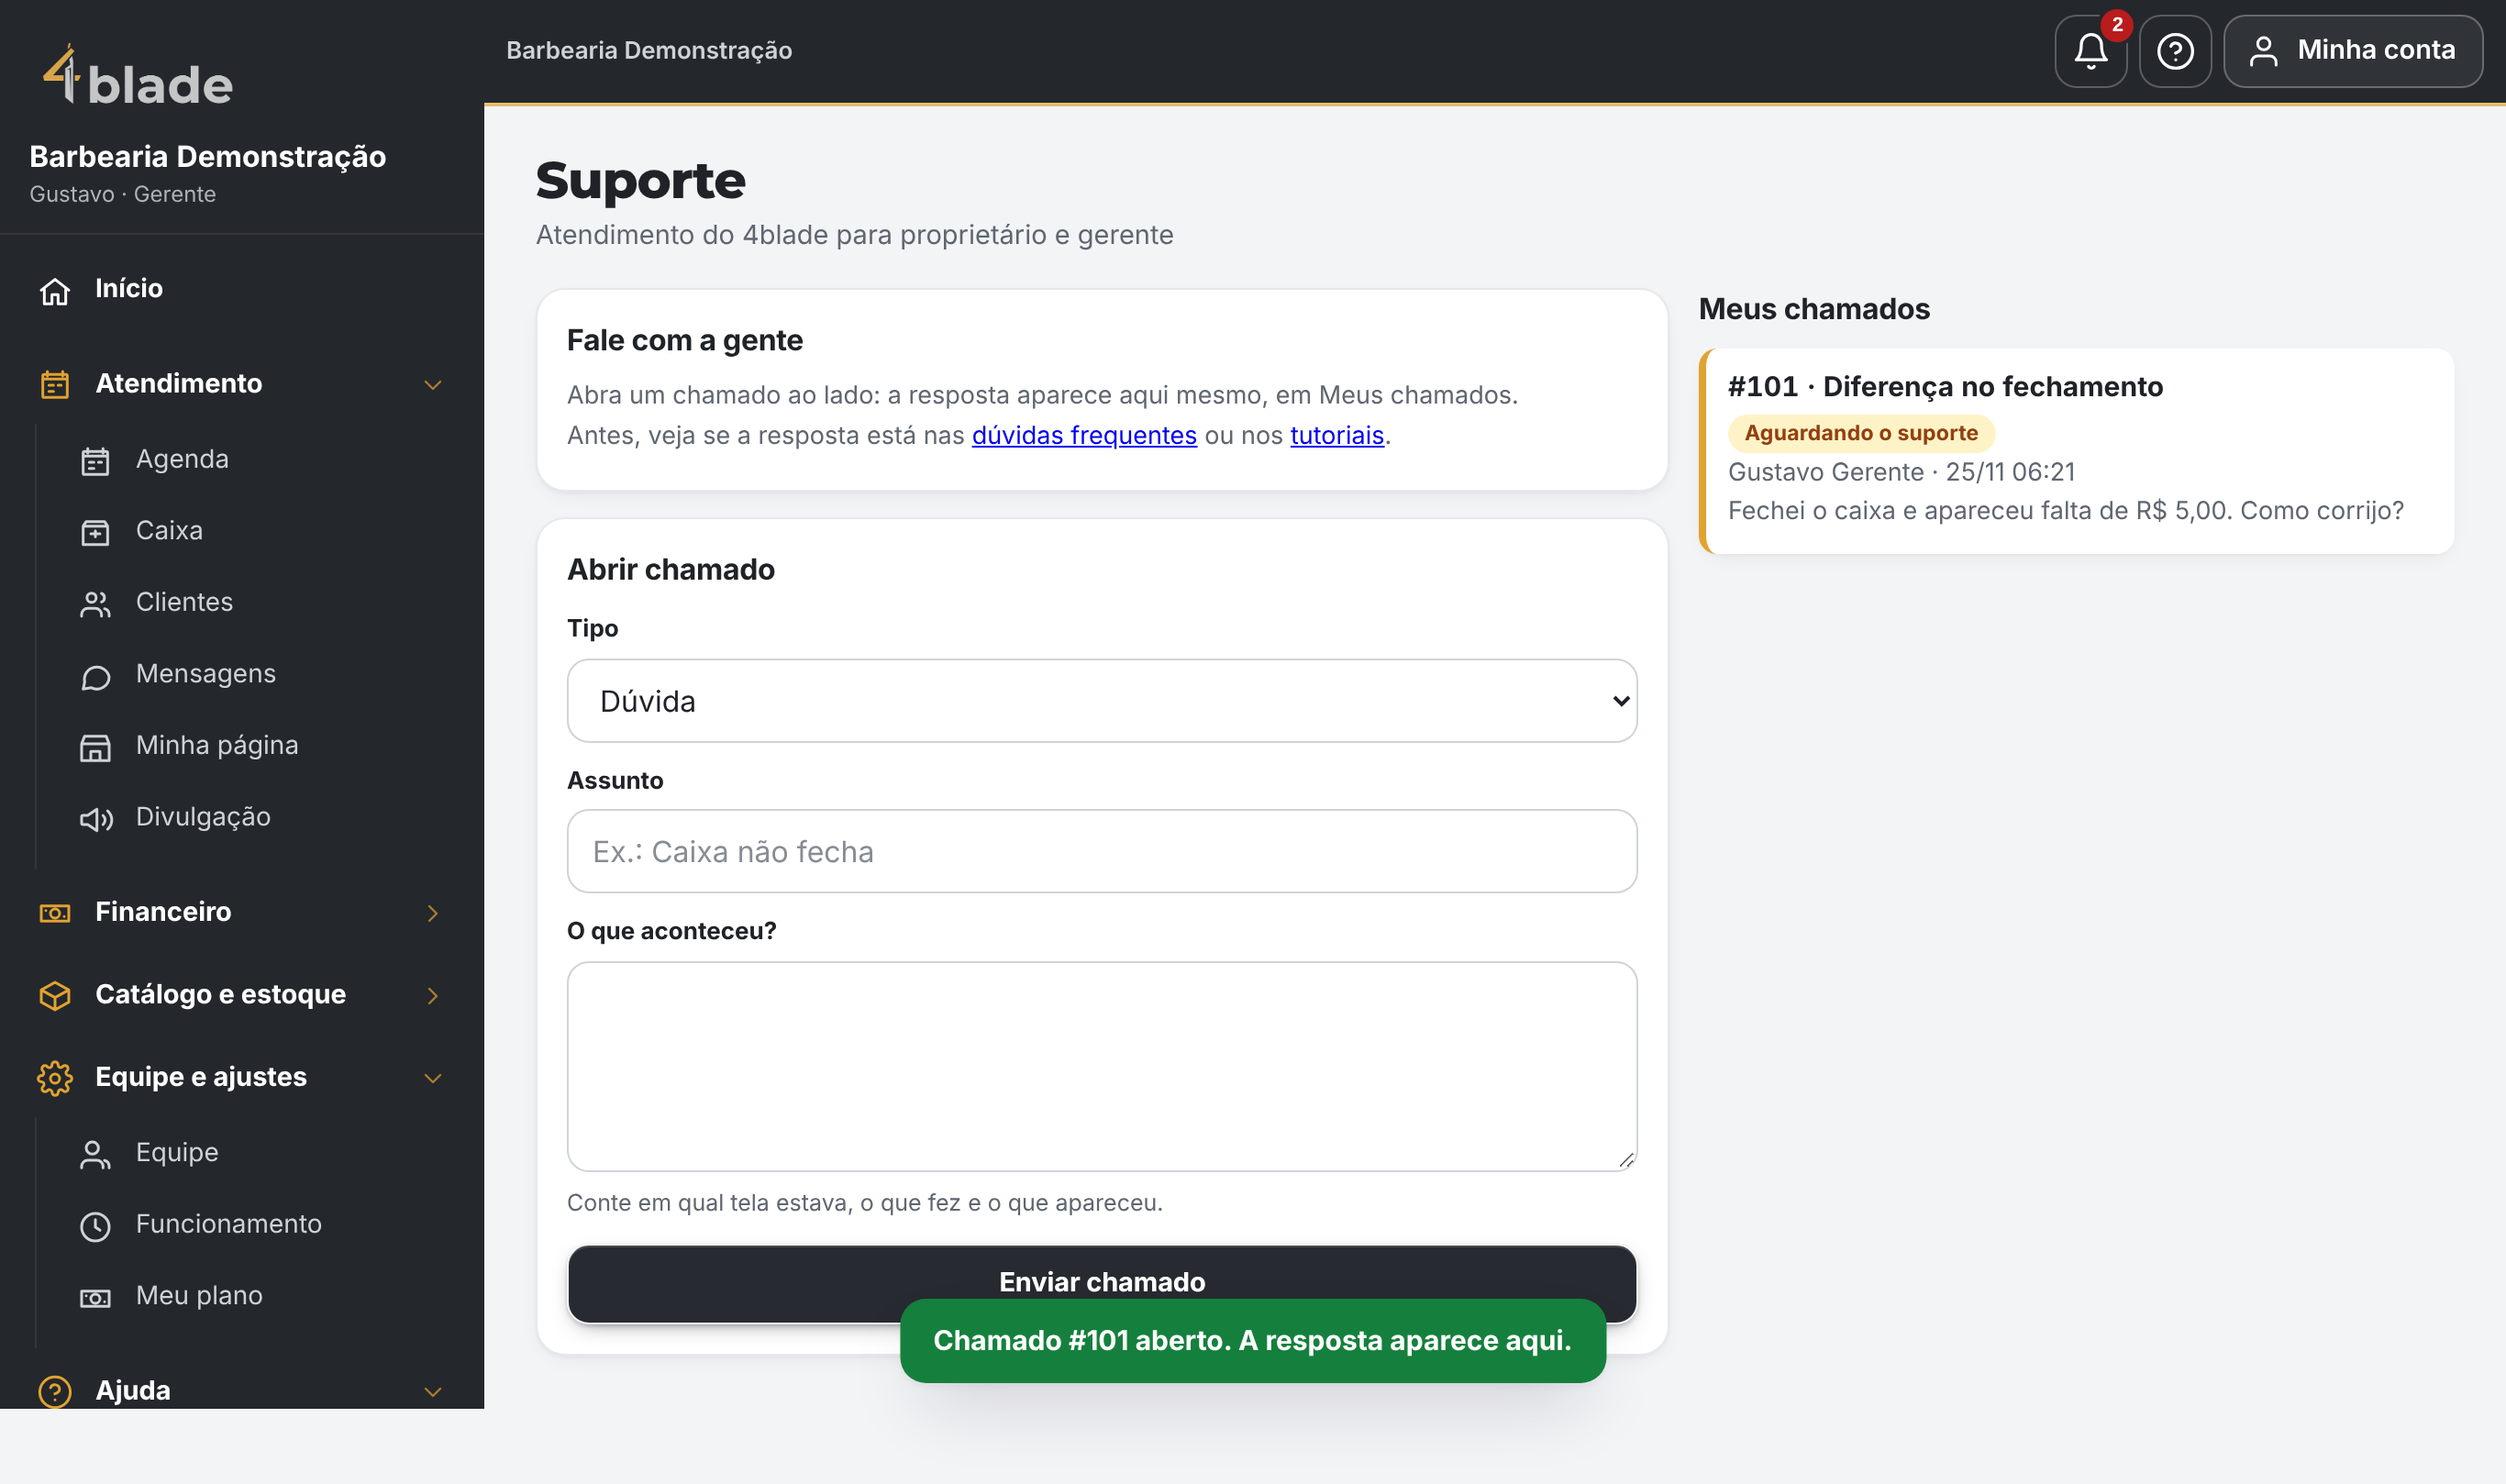 4blade
Barbearia Demonstração
Gustavo · Gerente
Início
Atendimento
Agenda
Caixa
Clientes
Mensagens
Minha página
Divulgação
Financeiro
Catálogo e estoque
Equipe e ajustes
Equipe
Funcionamento
Meu plano
Ajuda
Barbearia Demonstração
2
Minha conta
Suporte
Atendimento do 4blade para proprietário e gerente
Fale com a gente
Abra um chamado ao lado: a resposta aparece aqui mesmo, em Meus chamados.
Antes, veja se a resposta está nas dúvidas frequentes ou nos tutoriais.
Abrir chamado
Tipo
Dúvida
Assunto
Ex.: Caixa não fecha
O que aconteceu?
Conte em qual tela estava, o que fez e o que apareceu.
Enviar chamado
Chamado #101 aberto. A resposta aparece aqui.
Meus chamados
#101 · Diferença no fechamento
Aguardando o suporte
Gustavo Gerente · 25/11 06:21
Fechei o caixa e apareceu falta de R$ 5,00. Como corrijo?